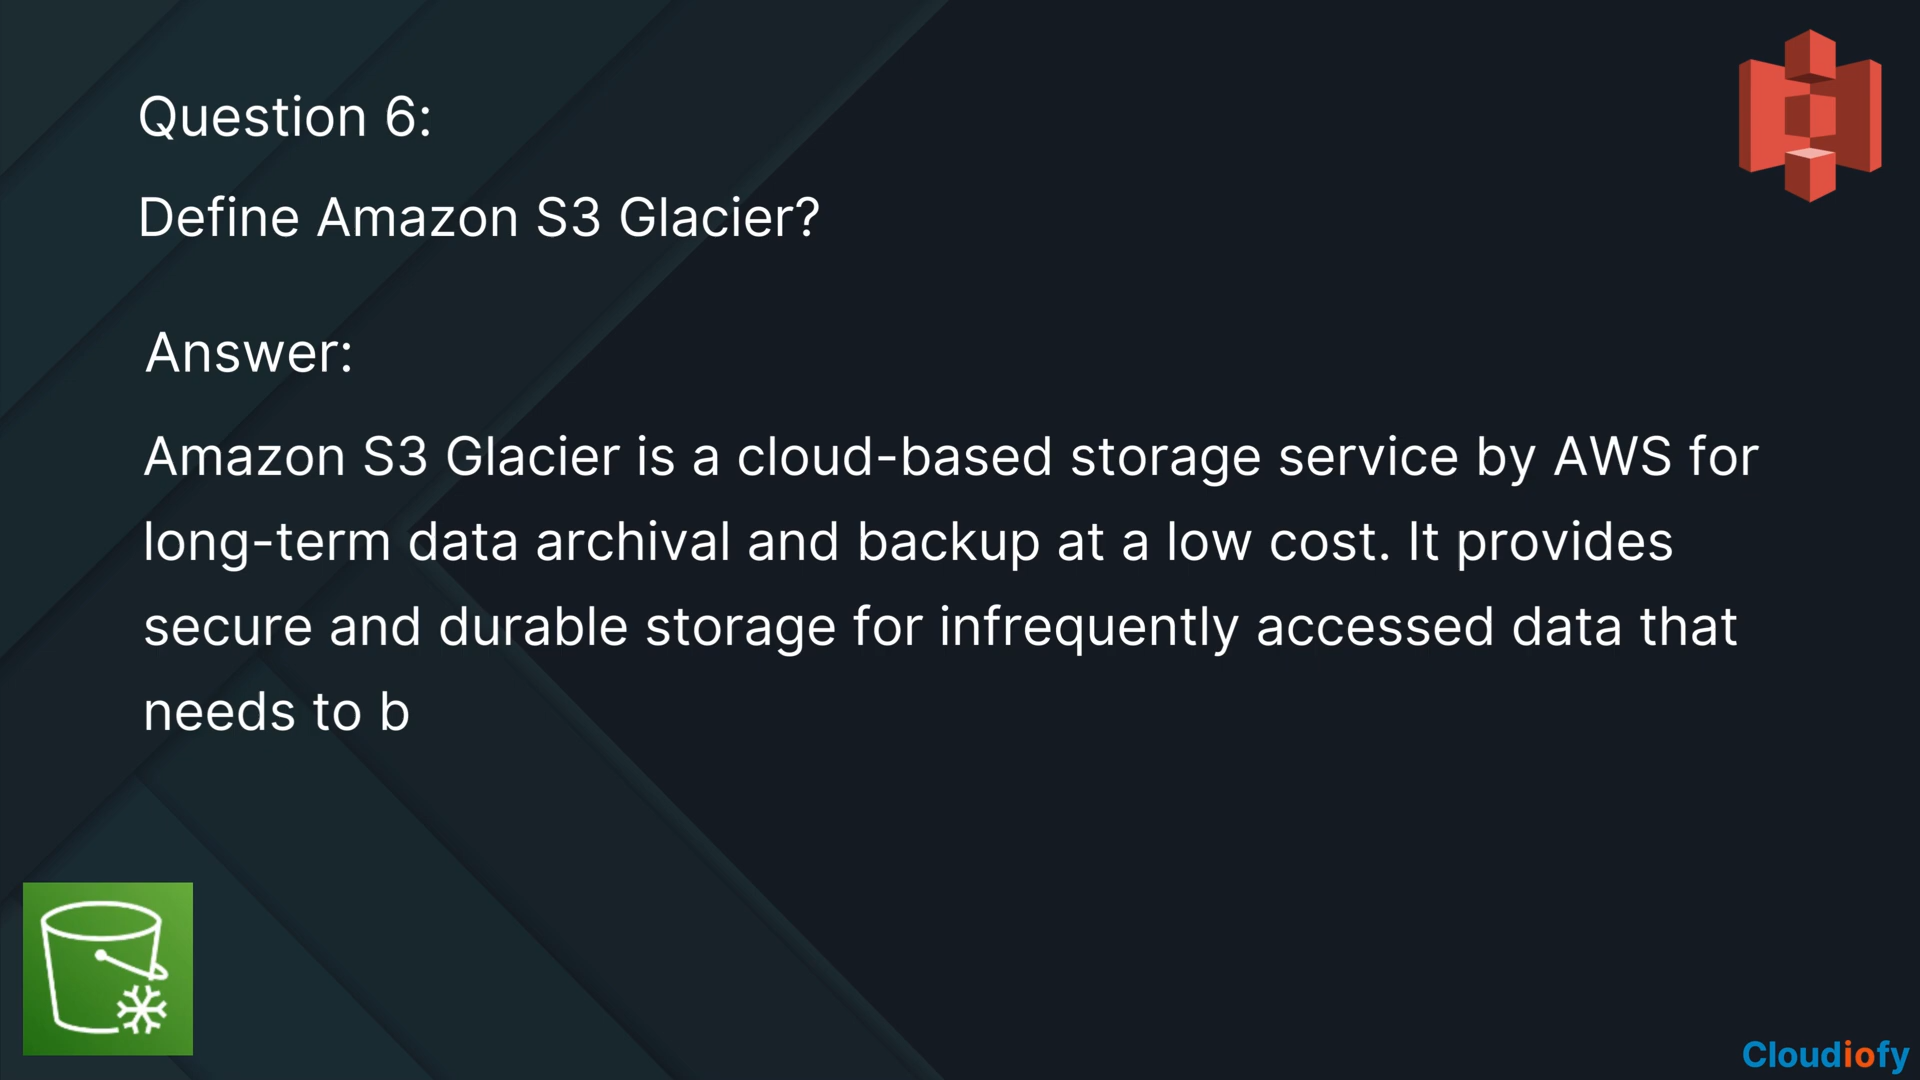 Question 6:
Define Amazon S3 Glacier?
Answer:
Amazon S3 Glacier is a cloud-based storage service by AWS for
long-term data archival and backup at a low cost. It provides
secure and durable storage for infrequently accessed data that
needs to b
Cloudiofy